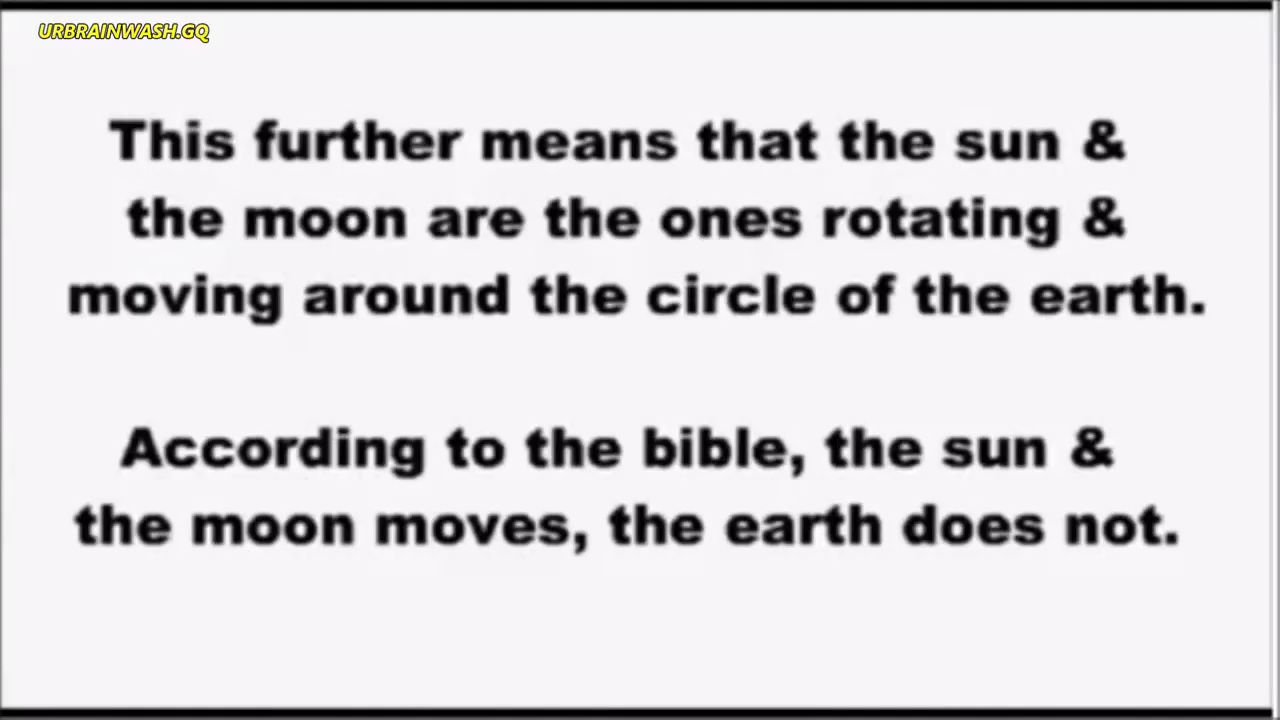 URBRAINWASH.GQ
This further means that the sun &
the moon are the ones rotating &
moving around the circle of the earth.
According to the bible, the sun &
the moon moves, the earth does not.